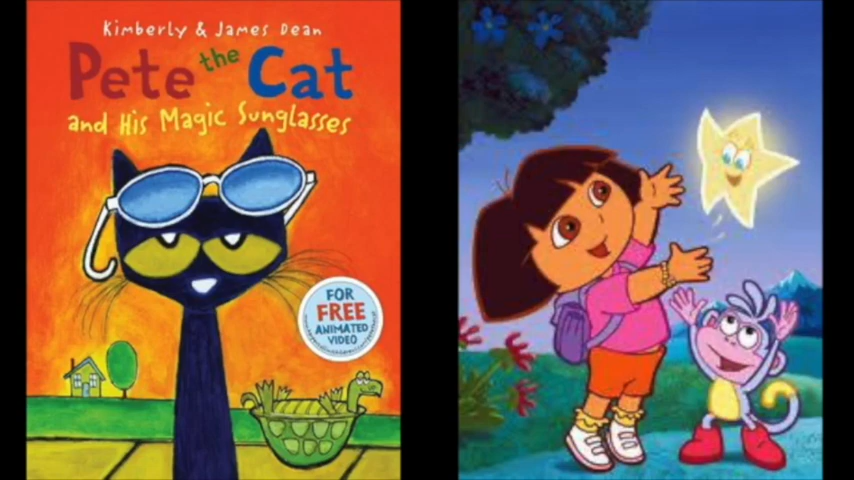 Kimberly & James Dean
Pete the Cat
and His Magic Sunglasses
FOR
FREE
ANIMATED
VIDEO